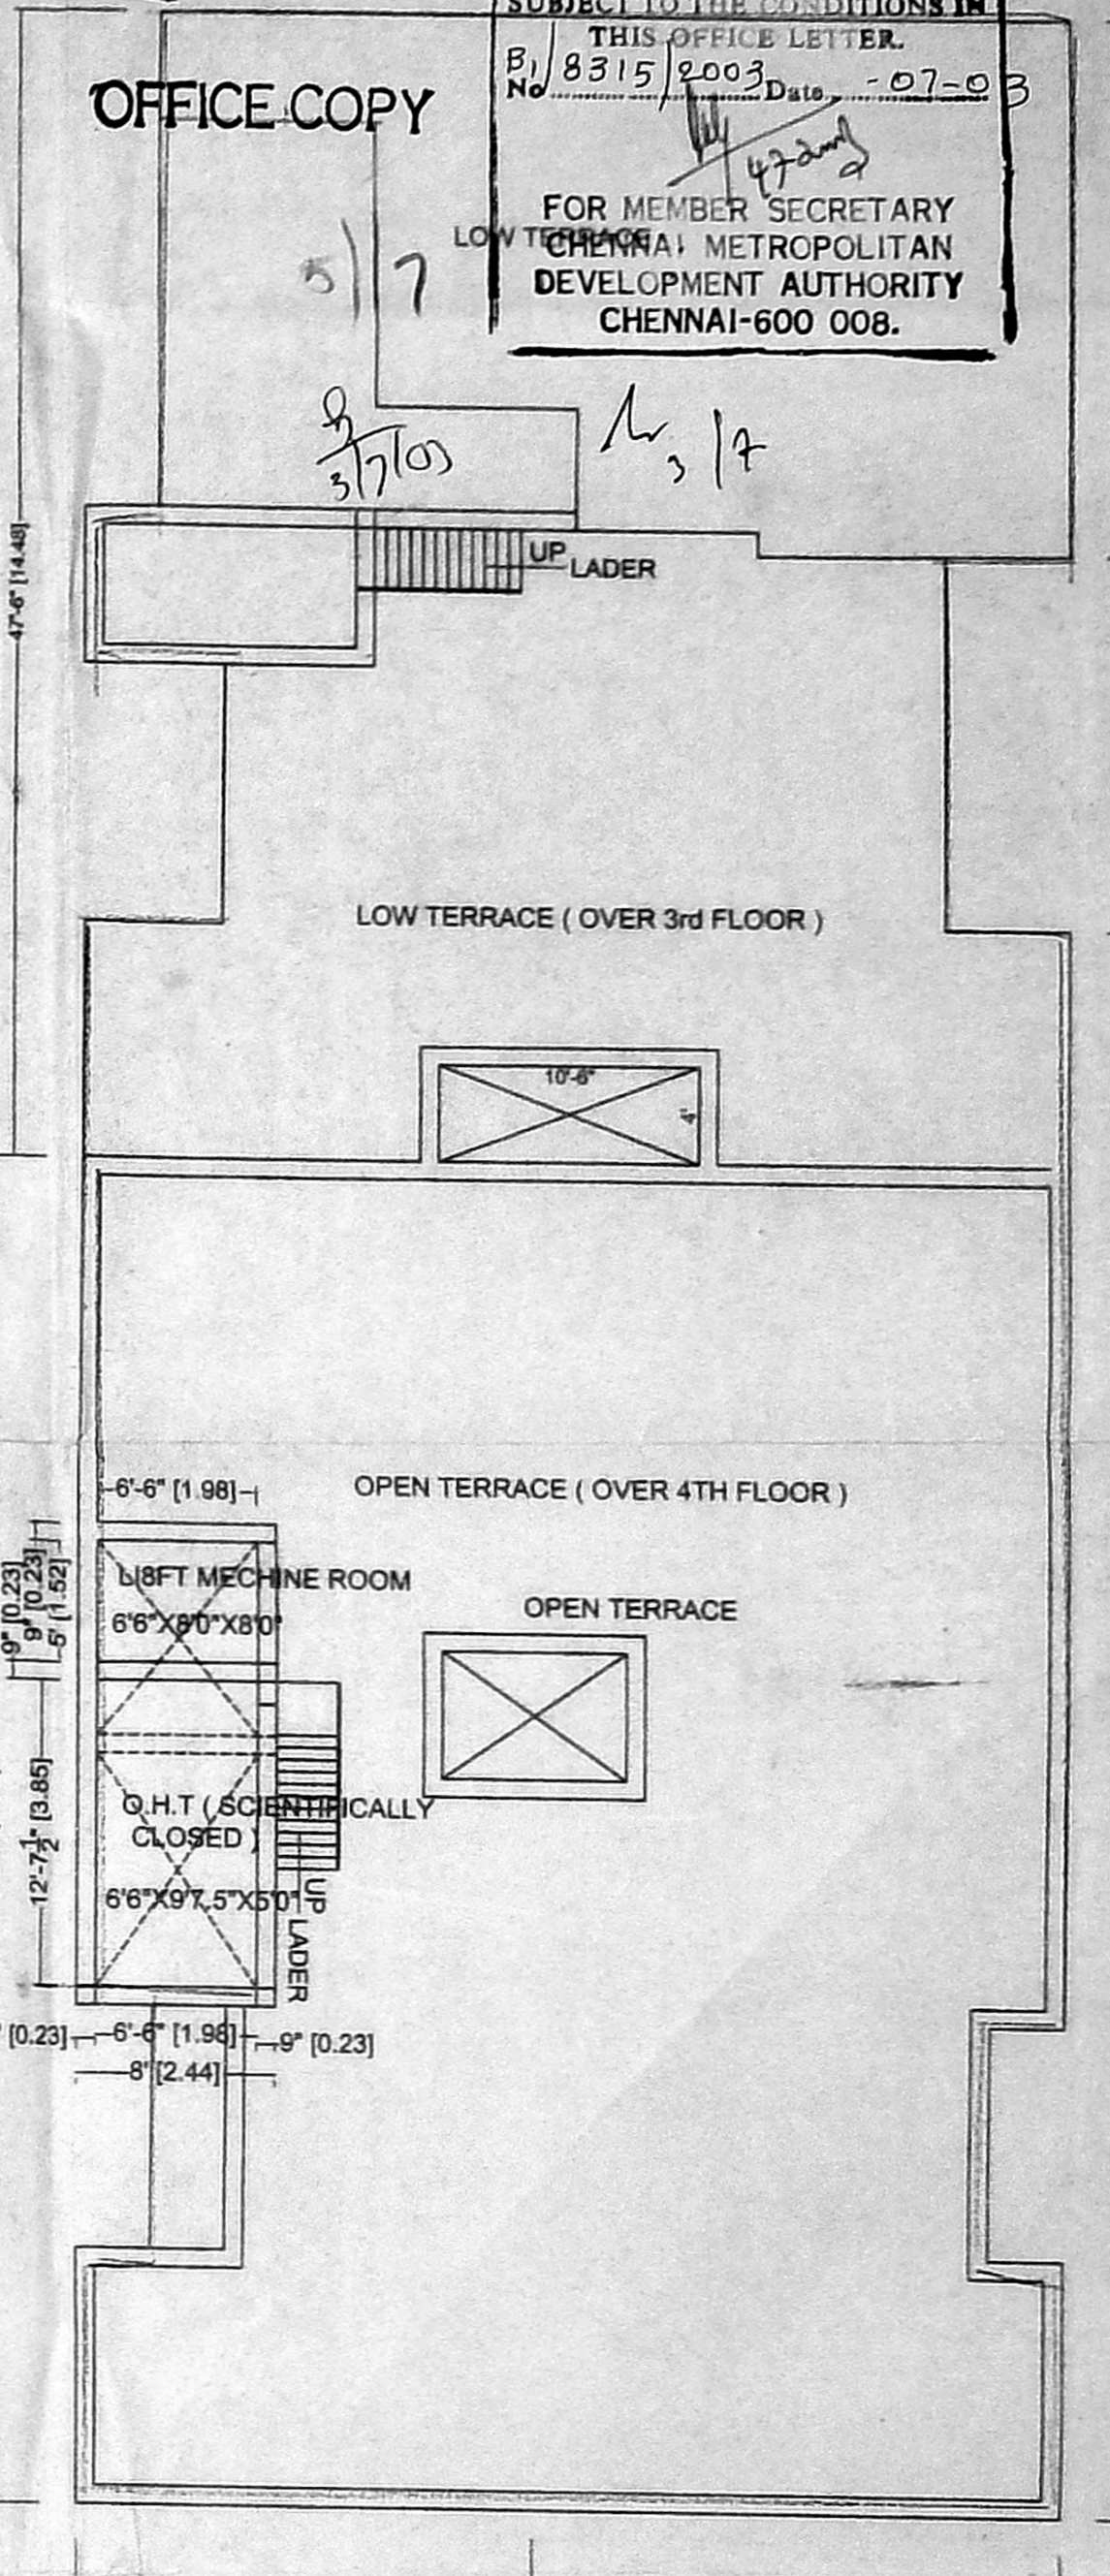 SUBJECT TO THE CONDITIONS IN
THIS OFFICE LETTER.
B1/8315/2003 Date -07-03
No
OFFICE COPY
FOR MEMBER SECRETARY
CHENNAI METROPOLITAN
DEVELOPMENT AUTHORITY
CHENNAI-600 008.
LOW TERRACE
5/7
3/7/03
3/7
47'-6" [14.48]
UP
LADER
LOW TERRACE ( OVER 3rd FLOOR )
10'-6"
4'
6'-6" [1.98]
OPEN TERRACE ( OVER 4TH FLOOR )
9" [0.23]
9" [0.23]
5' [1.52]
LI8FT MECHINE ROOM
6'6"X8'0"X8'0"
OPEN TERRACE
12'-7½" [3.85]
O.H.T ( SCIENTIFICALLY
CLOSED )
6'6"X9'7.5"X5'0"
UP
LADER
[0.23]
6'-6" [1.98]
9" [0.23]
8' [2.44]